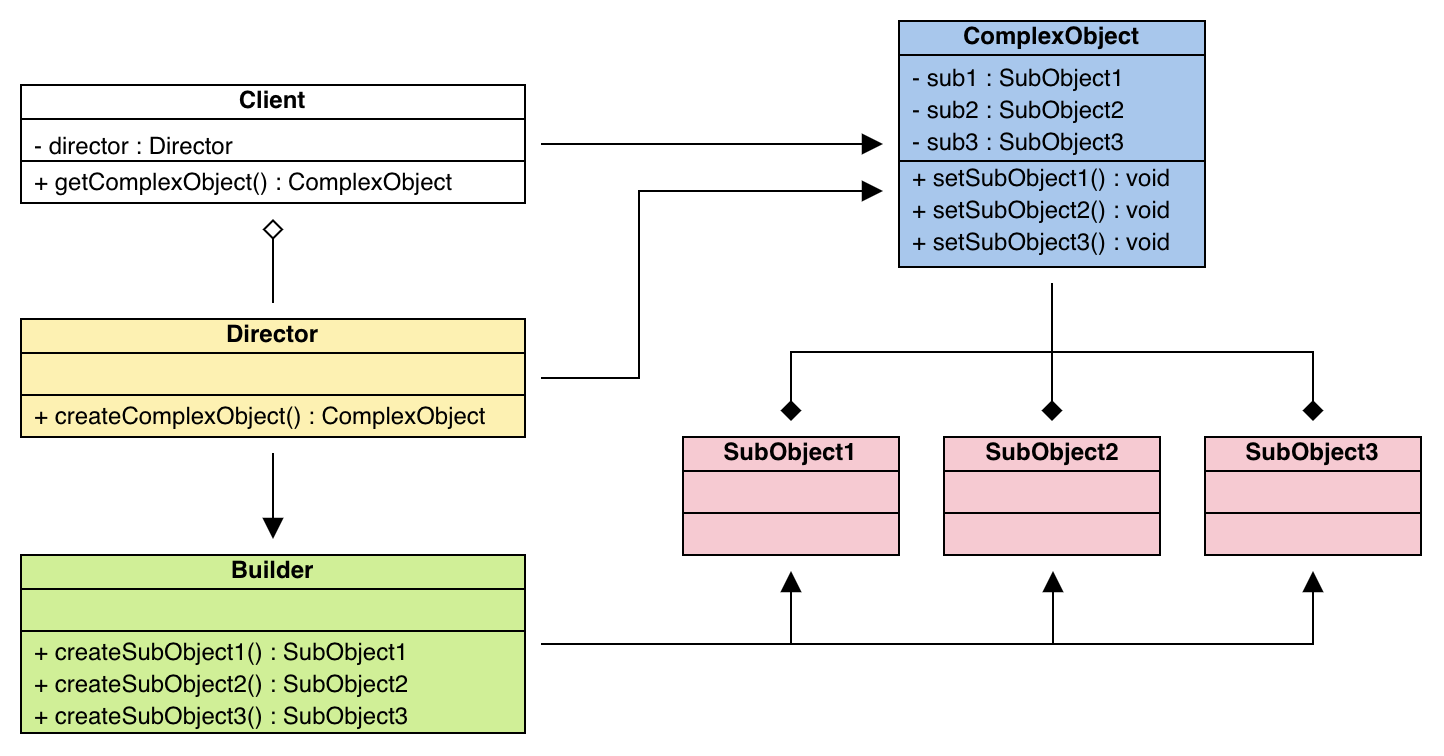 Client
- director : Director
+ getComplexObject() : ComplexObject
Director
+ createComplexObject() : ComplexObject
Builder
+ createSubObject1() : SubObject1
+ createSubObject2() : SubObject2
+ createSubObject3() : SubObject3
ComplexObject
- sub1 : SubObject1
- sub2 : SubObject2
- sub3 : SubObject3
+ setSubObject1() : void
+ setSubObject2() : void
+ setSubObject3() : void
SubObject1
SubObject2
SubObject3